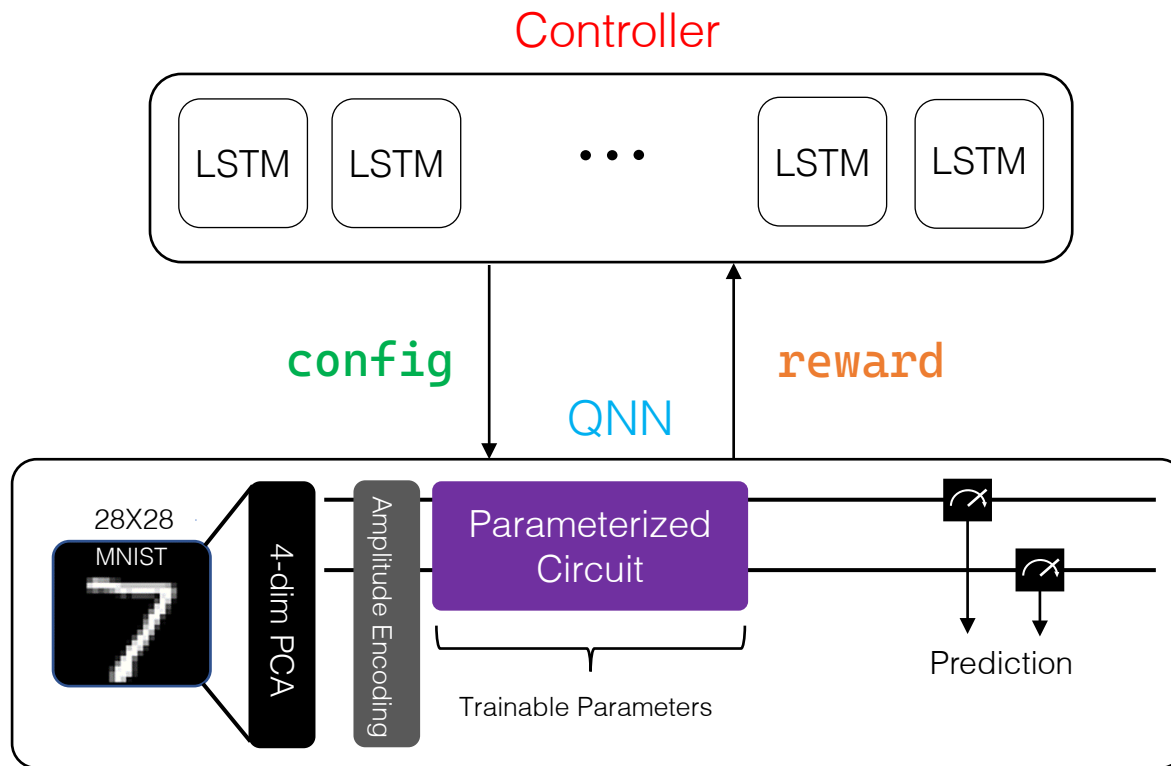 Controller
LSTM
LSTM
...
LSTM
LSTM
config
reward
QNN
28X28
MNIST
4-dim PCA
Amplitude Encoding
Parameterized
Circuit
Trainable Parameters
Prediction